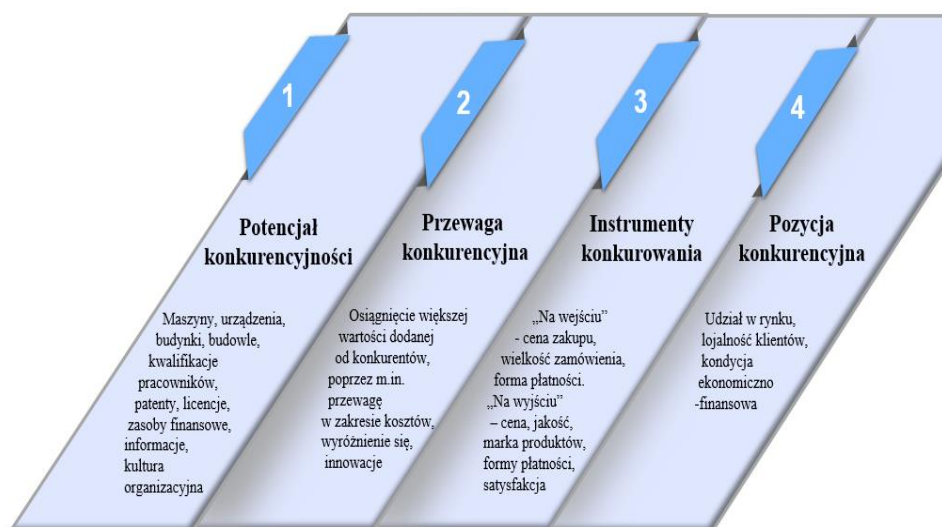 1
Potencjał
konkurencyjności
Maszyny, urządzenia,
budynki, budowle,
kwalifikacje
pracowników,
patenty, licencje,
zasoby finansowe,
informacje,
kultura
organizacyjna
2
Przewaga
konkurencyjna
Osiągnięcie większej
wartości dodanej
od konkurentów,
poprzez m.in.
przewagę
w zakresie kosztów,
wyróżnienie się,
innowacje
3
Instrumenty
konkurowania
„Na wejściu”
- cena zakupu,
wielkość zamówienia,
forma płatności.
„Na wyjściu”
– cena, jakość,
marka produktów,
formy płatności,
satysfakcja
4
Pozycja
konkurencyjna
Udział w rynku,
lojalność klientów,
kondycja
ekonomiczno
-finansowa